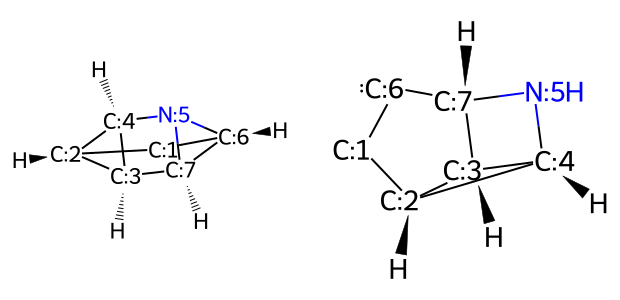 H
C:4 N:5
H C:2 C:1 C:6 H
C:3 C:7
H H
H
:C:6 C:7 N:5H
C:1 C:3 C:4
C:2 H
H H